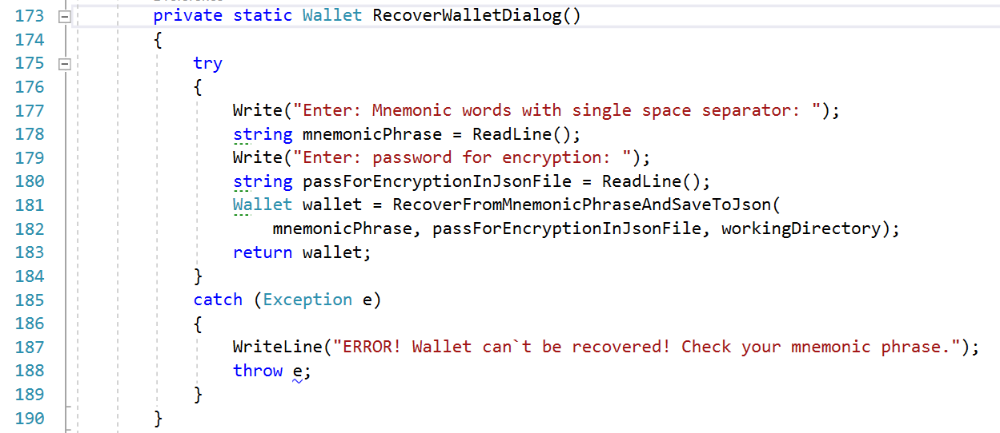 173 private static Wallet RecoverWalletDialog()
174 {
175 try
176 {
177 Write("Enter: Mnemonic words with single space separator: ");
178 string mnemonicPhrase = ReadLine();
179 Write("Enter: password for encryption: ");
180 string passForEncryptionInJsonFile = ReadLine();
181 Wallet wallet = RecoverFromMnemonicPhraseAndSaveToJson(
182 mnemonicPhrase, passForEncryptionInJsonFile, workingDirectory);
183 return wallet;
184 }
185 catch (Exception e)
186 {
187 WriteLine("ERROR! Wallet can`t be recovered! Check your mnemonic phrase.");
188 throw e;
189 }
190 }